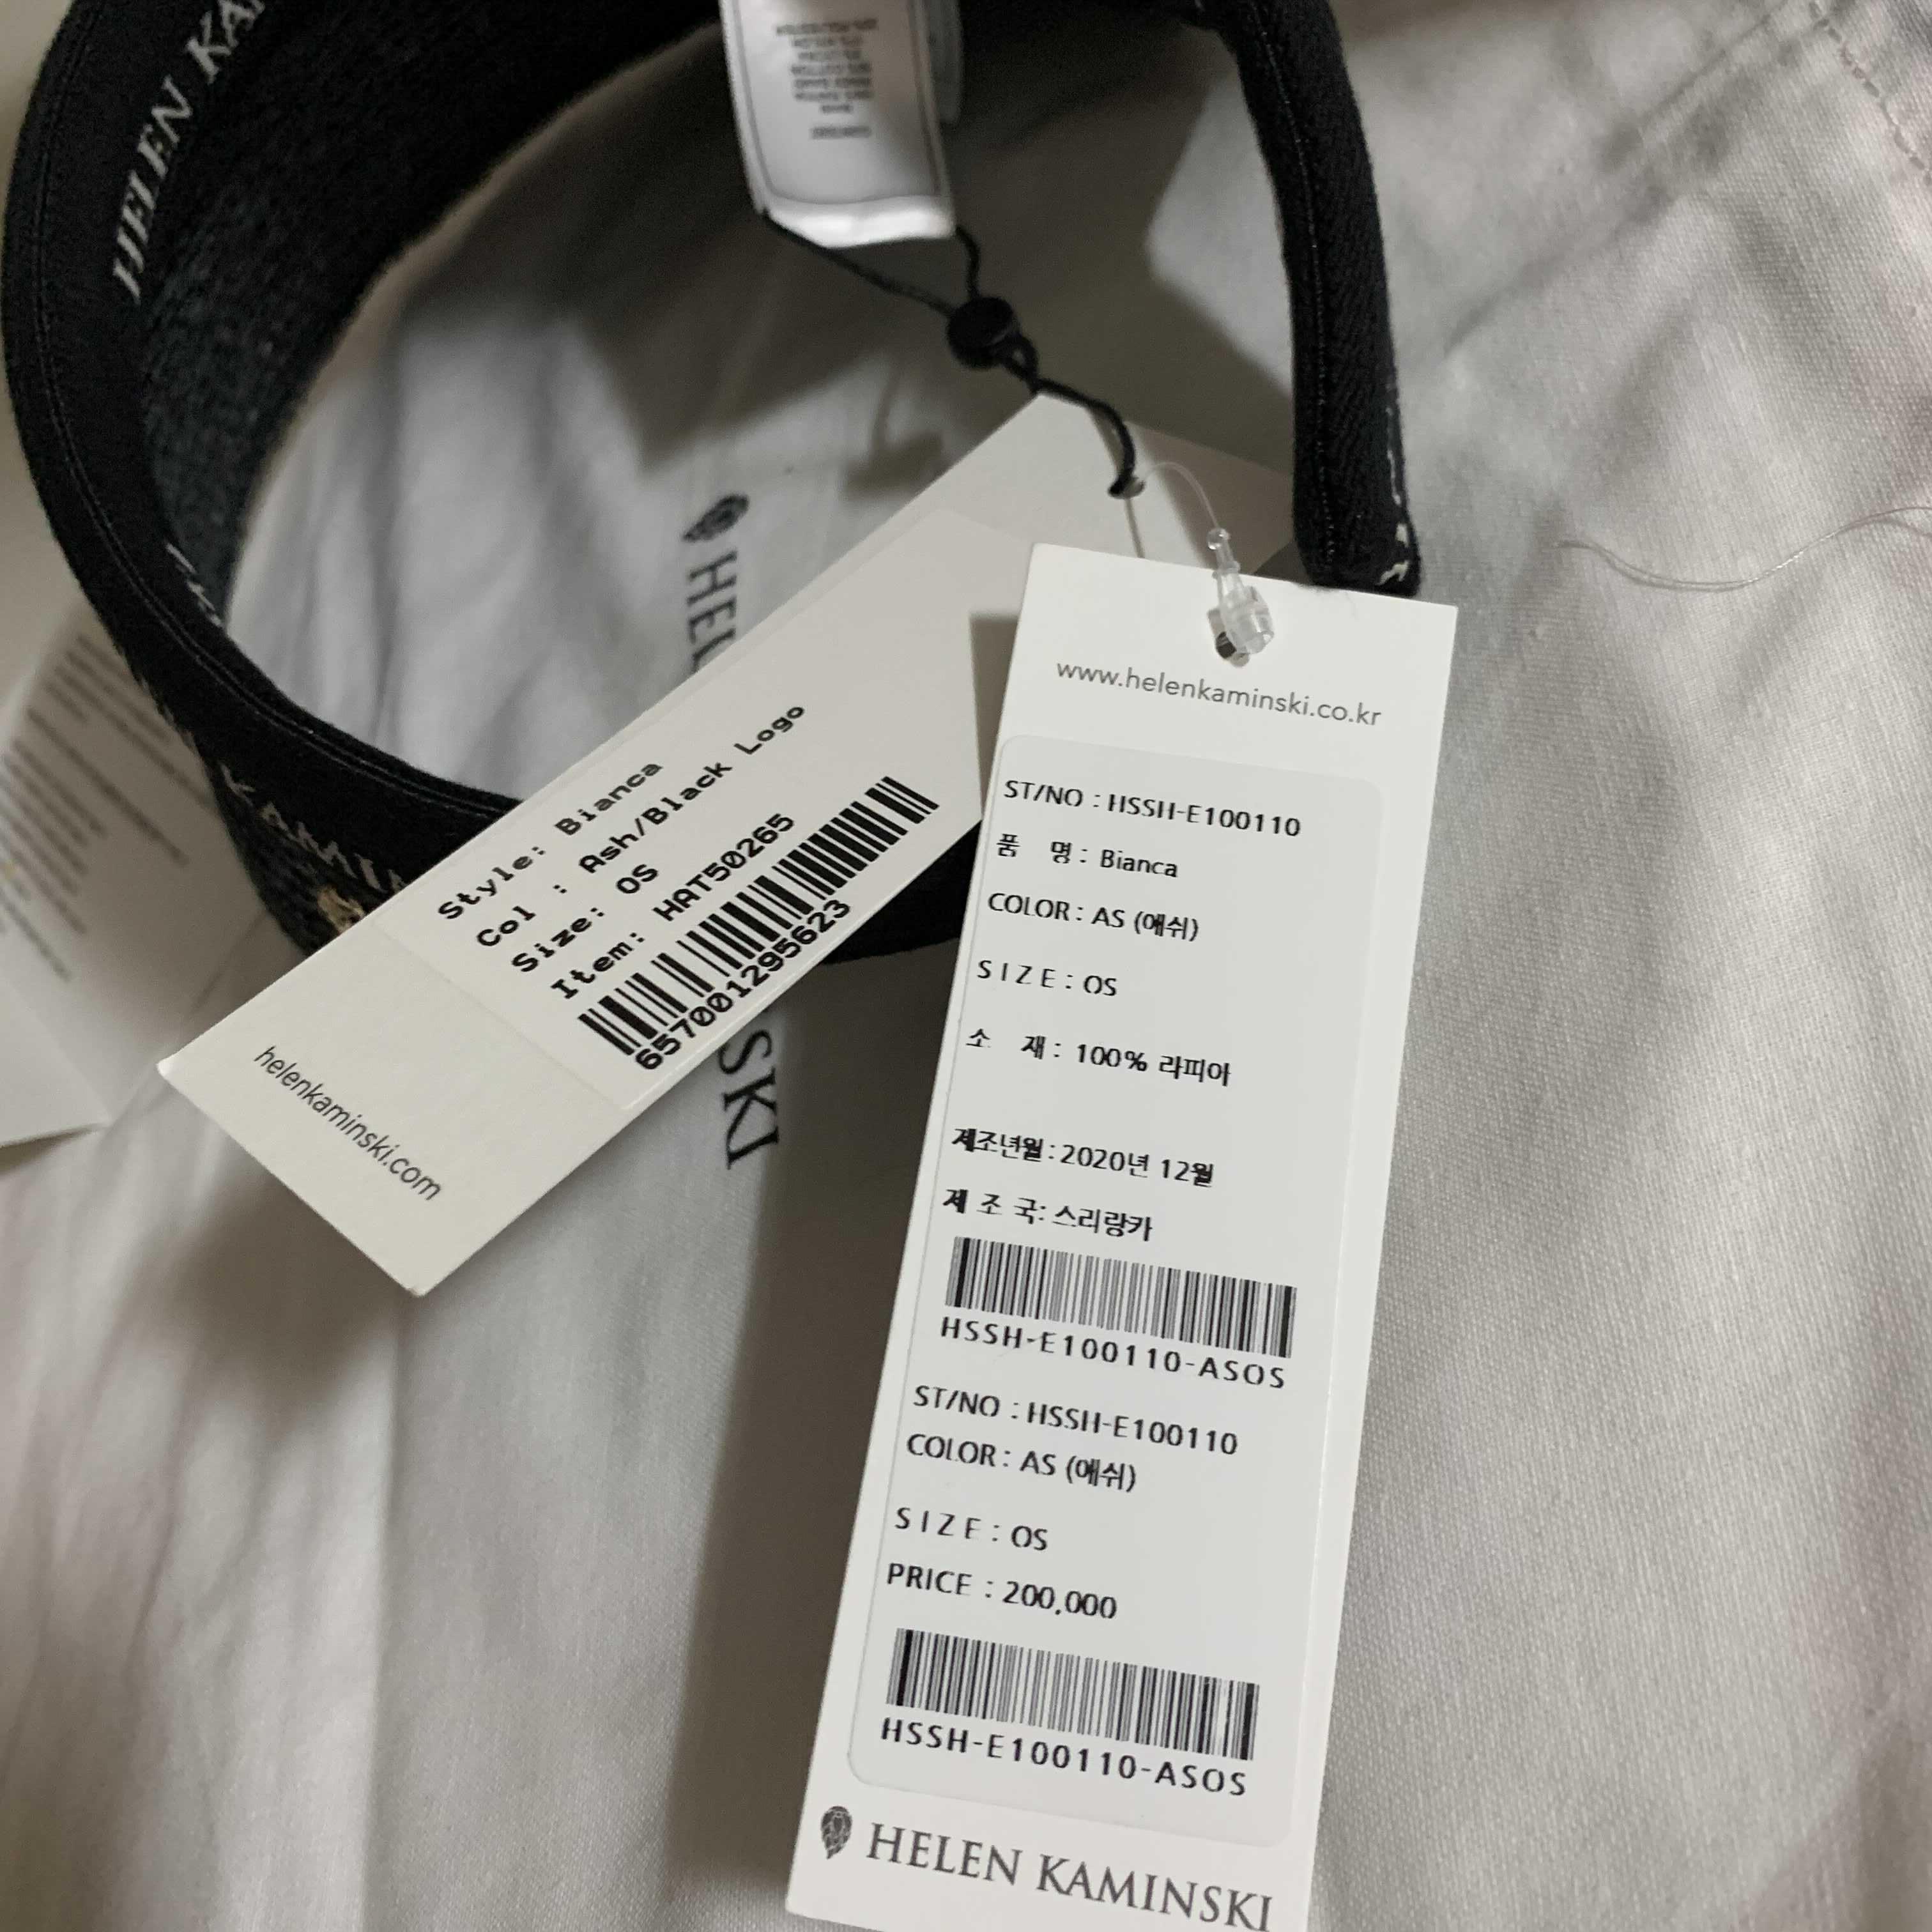 HELEN KA
HEL
SKI
Style: Bianca
Col : Ash/Black Logo
Size: OS
Item: HAT50265
657001295623
helenkaminski.com
www.helenkaminski.co.kr
ST/NO : HSSH-E100110
품 명 : Bianca
COLOR : AS (애쉬)
SIZE : OS
소 재 : 100% 라피아
제조년월 : 2020년 12월
제 조 국: 스리랑카
HSSH-E100110-ASOS
ST/NO : HSSH-E100110
COLOR : AS (애쉬)
SIZE : OS
PRICE : 200,000
HSSH-E100110-ASOS
HELEN KAMINSKI